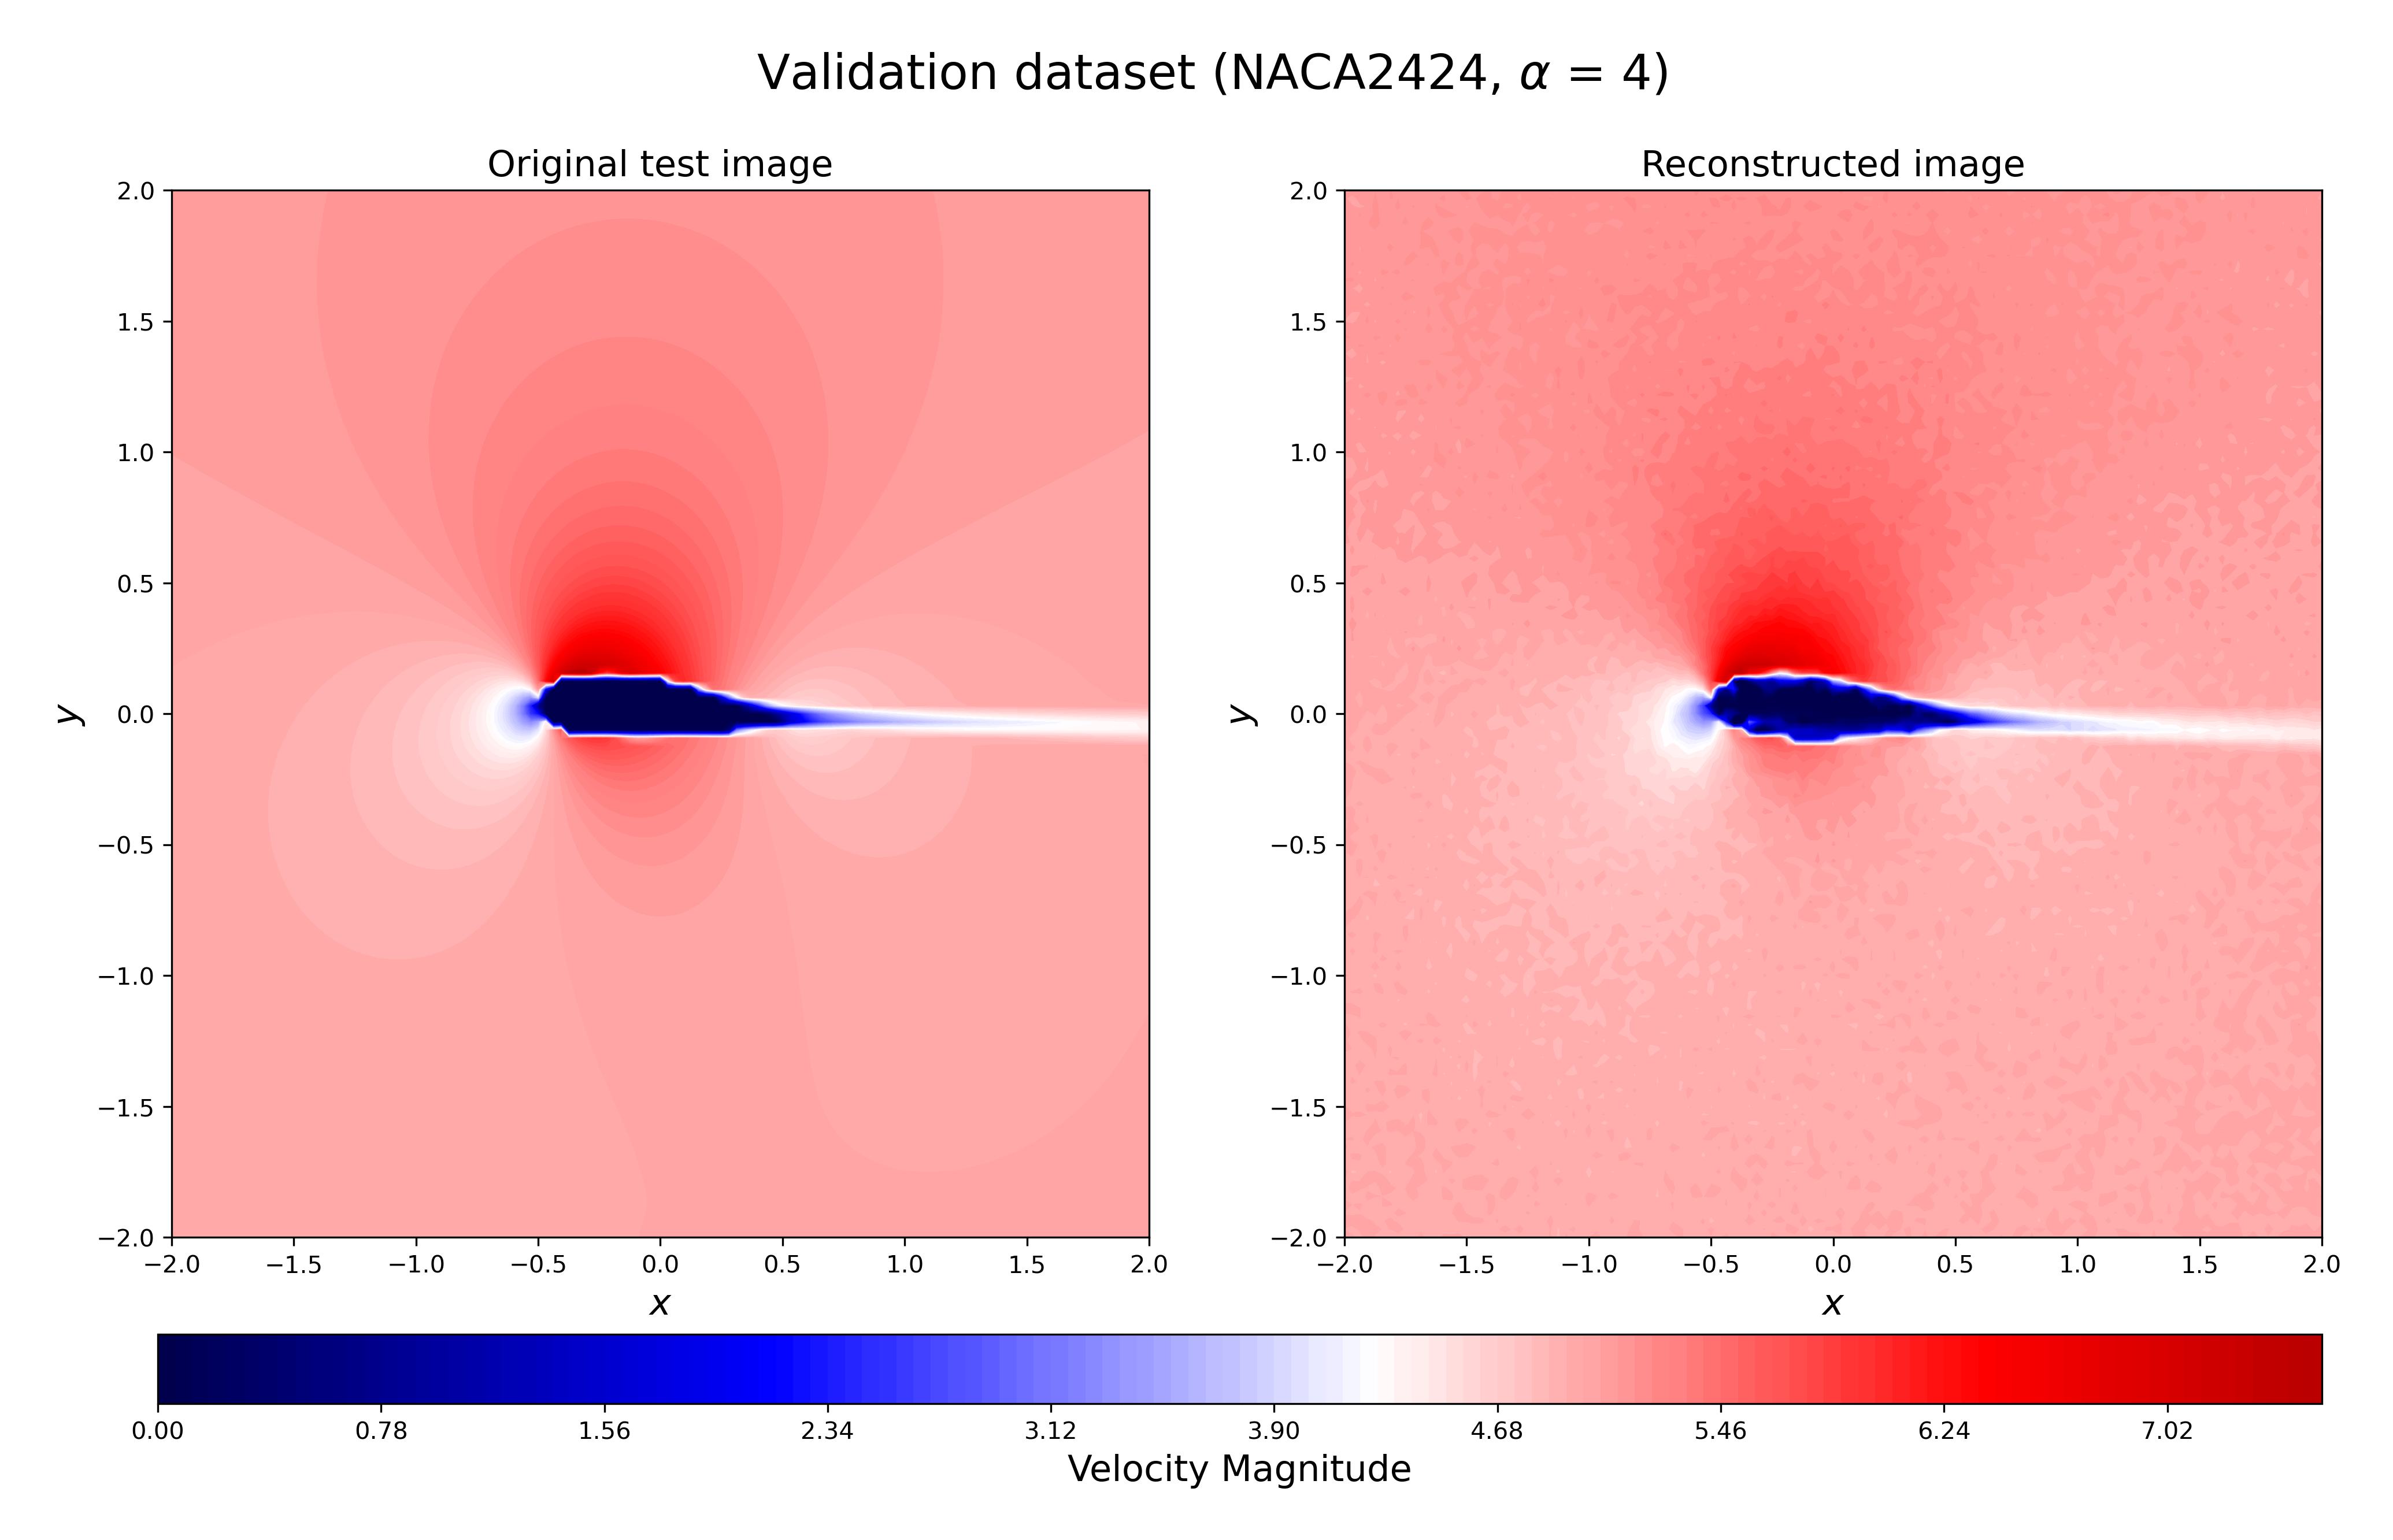 Validation dataset (NACA2424, α = 4)
Original test image
2.0
1.5
1.0
0.5
0.0
−0.5
−1.0
−1.5
−2.0
y
−2.0 −1.5 −1.0 −0.5 0.0 0.5 1.0 1.5 2.0
x
Reconstructed image
2.0
1.5
1.0
0.5
0.0
−0.5
−1.0
−1.5
−2.0
y
−2.0 −1.5 −1.0 −0.5 0.0 0.5 1.0 1.5 2.0
x
0.00 0.78 1.56 2.34 3.12 3.90 4.68 5.46 6.24 7.02
Velocity Magnitude